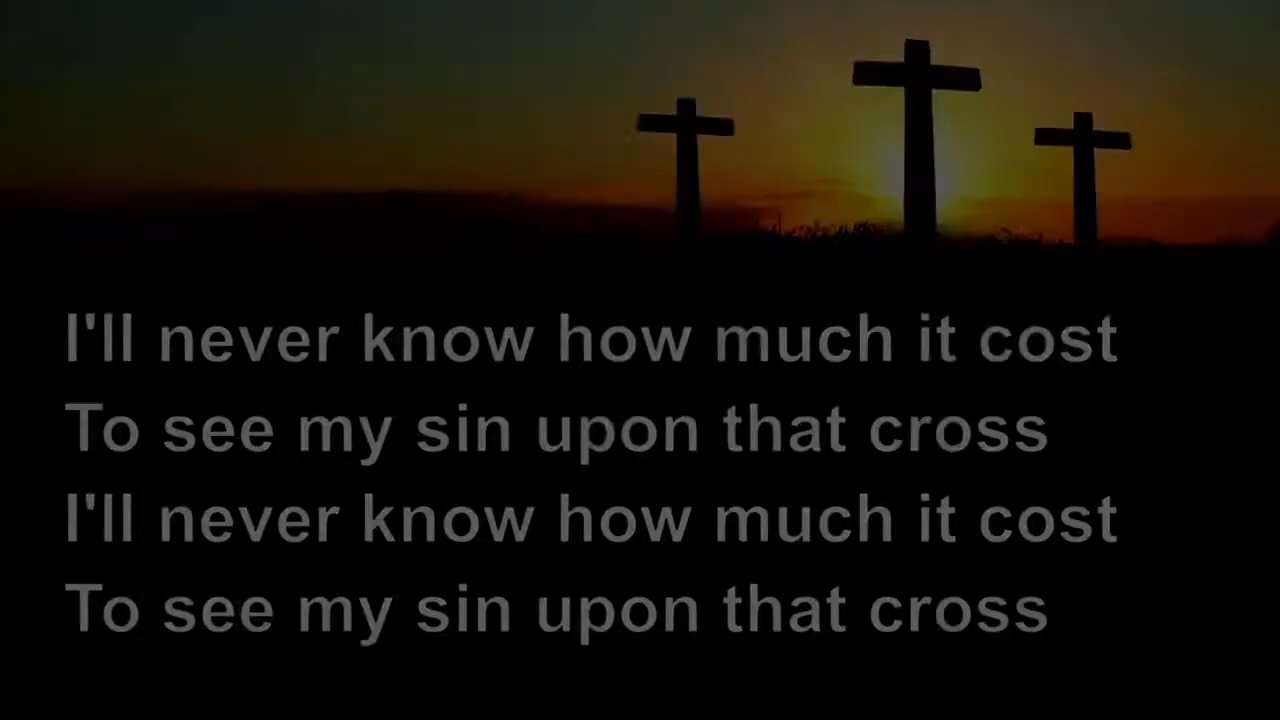 I'll never know how much it cost
To see my sin upon that cross
I'll never know how much it cost
To see my sin upon that cross